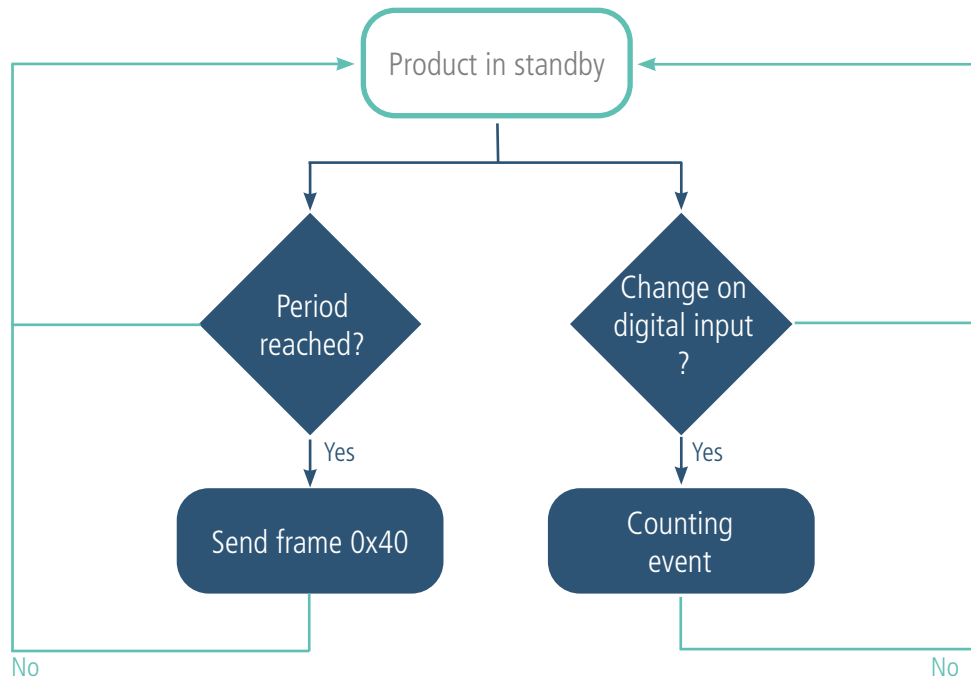 Product in standby
Period
reached?
Change on
digital input
?
Yes
Yes
Send frame 0x40
Counting
event
No
No